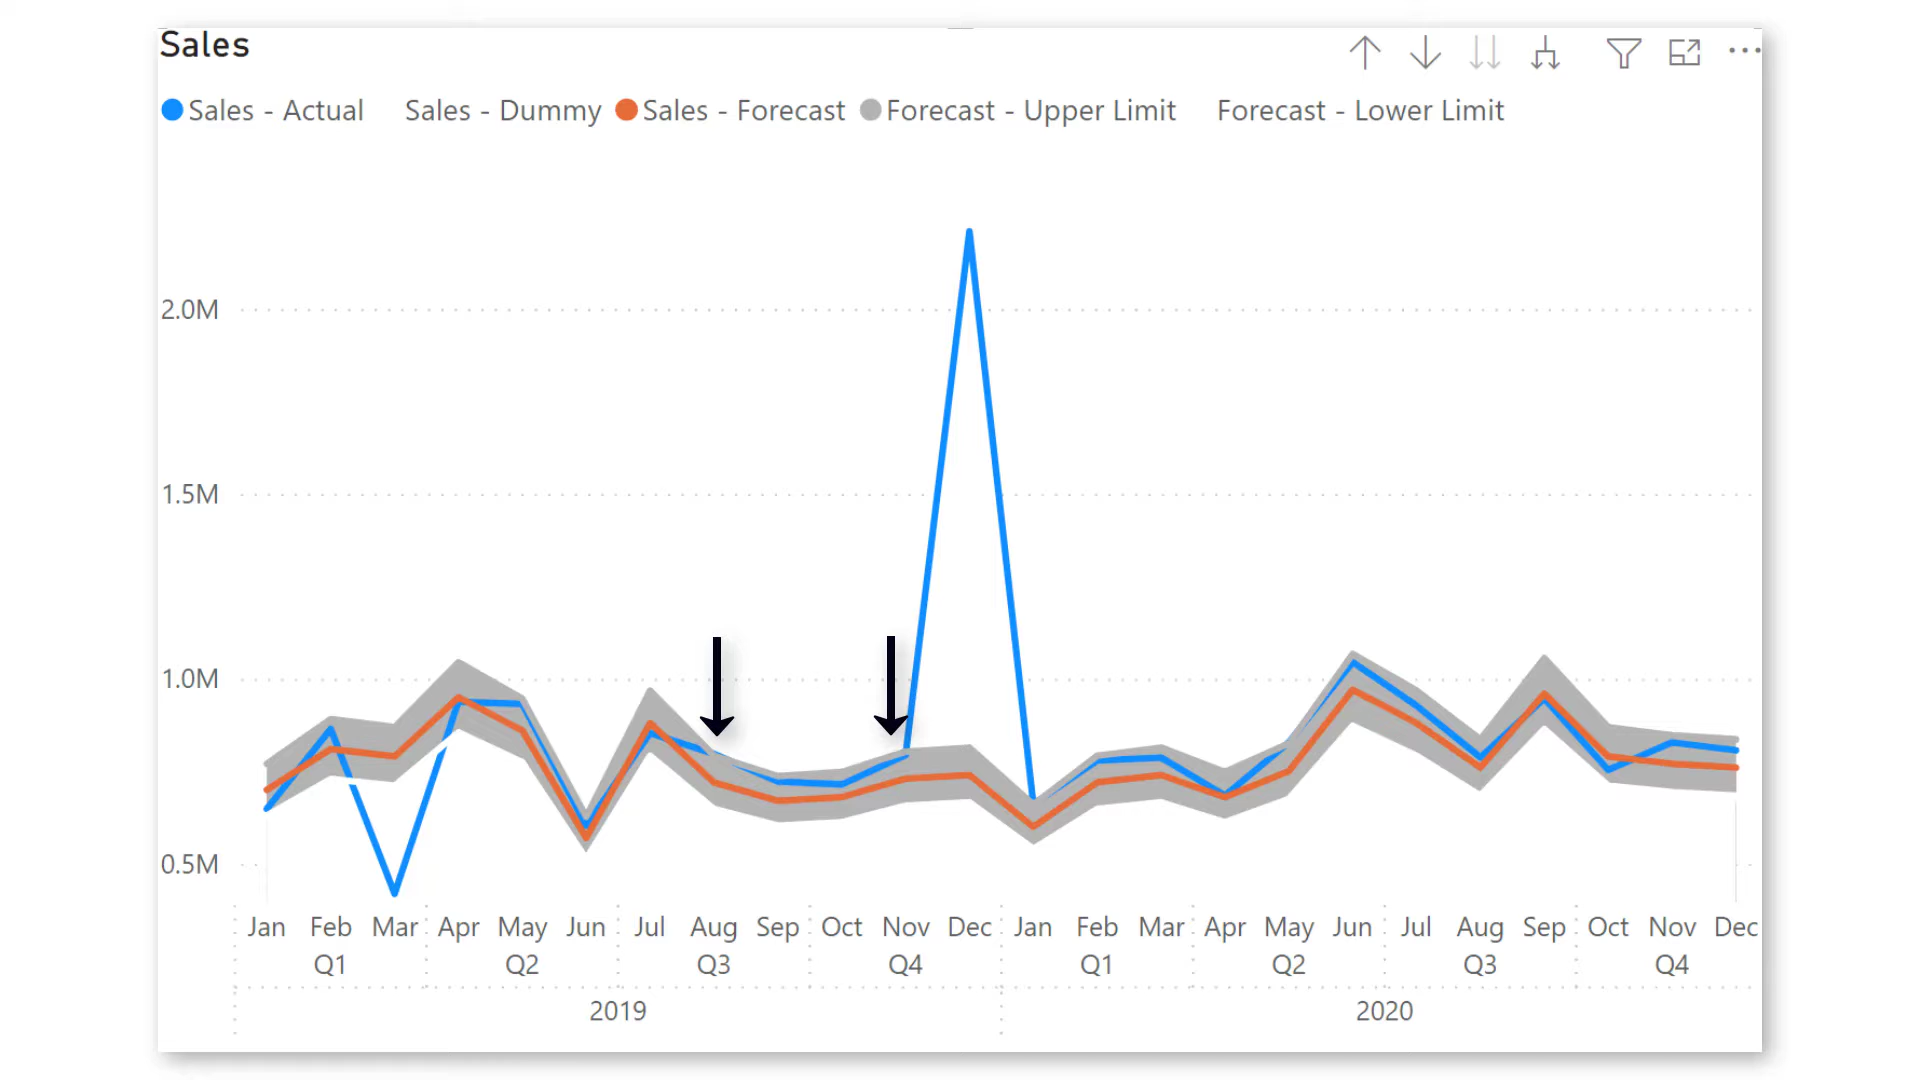 Sales
Sales - Actual Sales - Dummy Sales - Forecast Forecast - Upper Limit Forecast - Lower Limit
2.0M
1.5M
1.0M
0.5M
Jan Feb Mar Apr May Jun Jul Aug Sep Oct Nov Dec Jan Feb Mar Apr May Jun Jul Aug Sep Oct Nov Dec
Q1 Q2 Q3 Q4 Q1 Q2 Q3 Q4
2019 2020